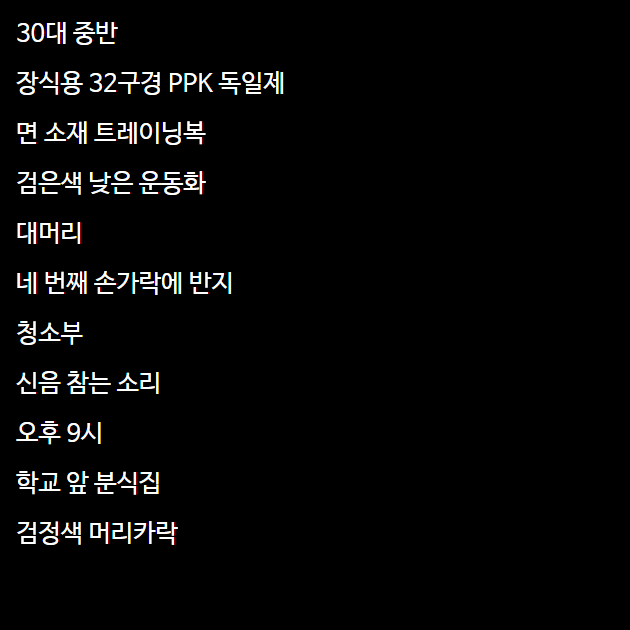 30대 중반
장식용 32구경 PPK 독일제
면 소재 트레이닝복
검은색 낮은 운동화
대머리
네 번째 손가락에 반지
청소부
신음 참는 소리
오후 9시
학교 앞 분식집
검정색 머리카락